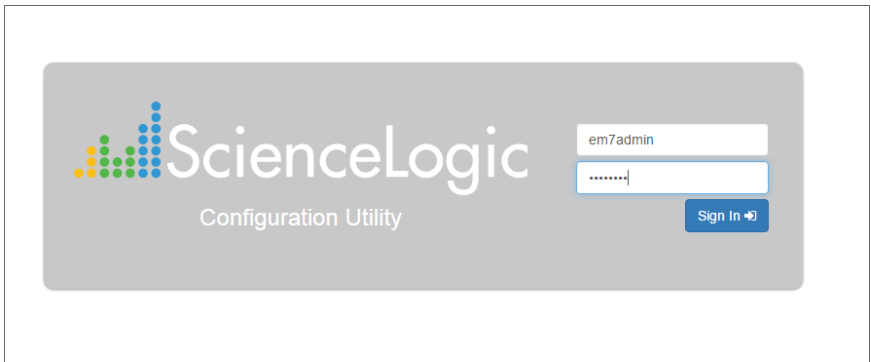 ScienceLogic
Configuration Utility
em7admin
••••••••
Sign In